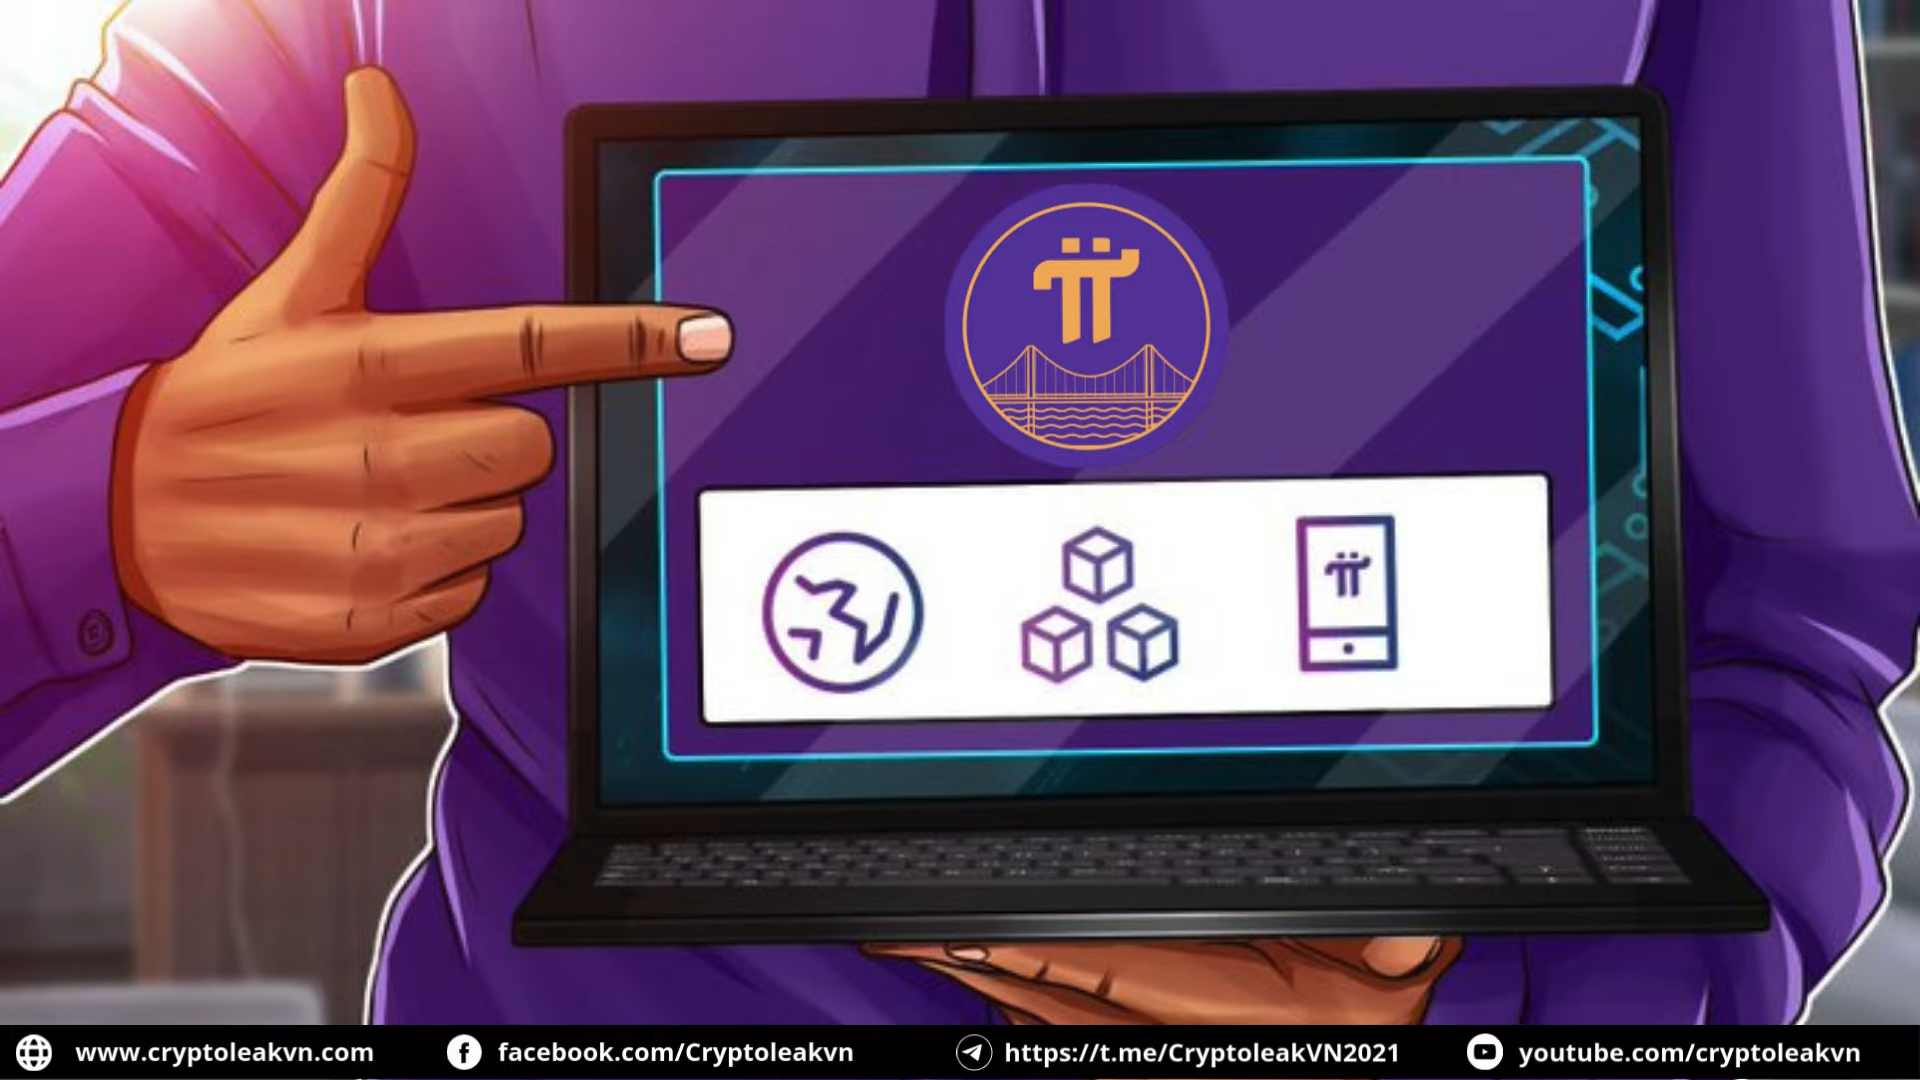 www.cryptoleakvn.com
facebook.com/Cryptoleakvn
https://t.me/CryptoleakVN2021
youtube.com/cryptoleakvn